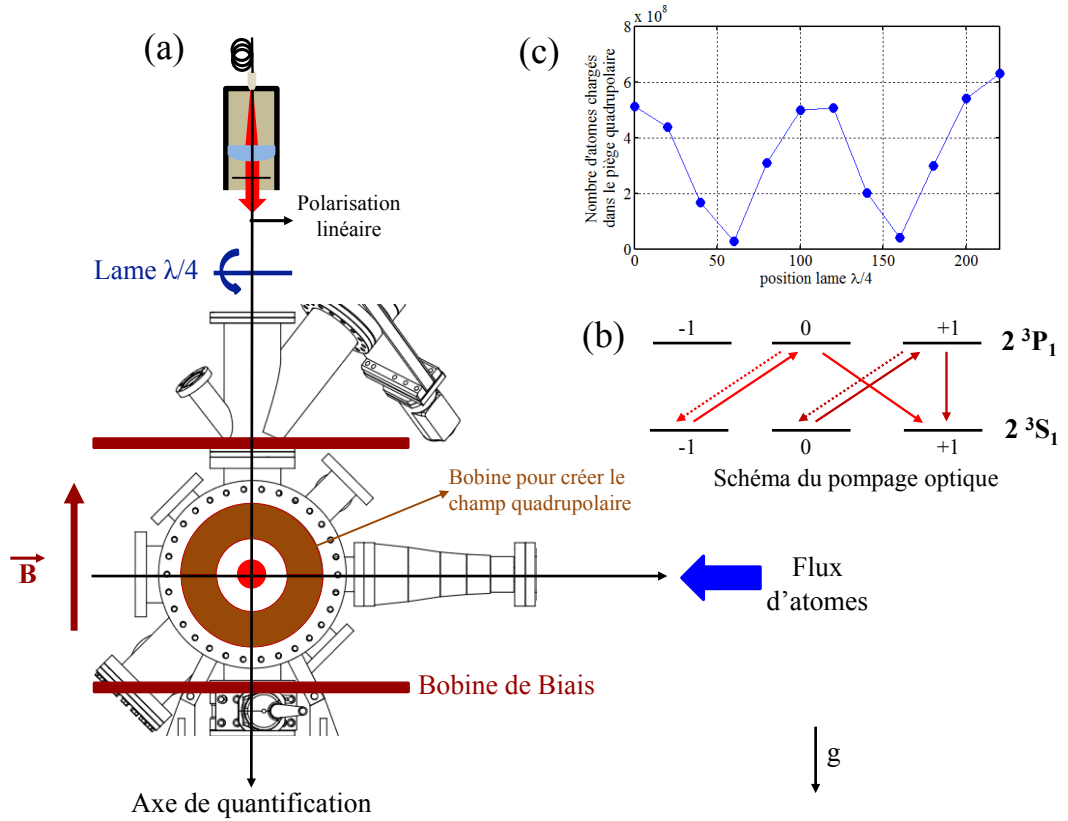 (a)
Polarisation
linéaire
Lame λ/4
B
Bobine pour créer le
champ quadrupolaire
Flux
d'atomes
Bobine de Biais
Axe de quantification
g
(c)
x 10⁸
8
6
4
2
0
Nombre d'atomes chargés
dans le piège quadrupolaire
0 50 100 150 200
position lame λ/4
(b)
-1 0 +1
2 ³P₁
2 ³S₁
-1 0 +1
Schéma du pompage optique